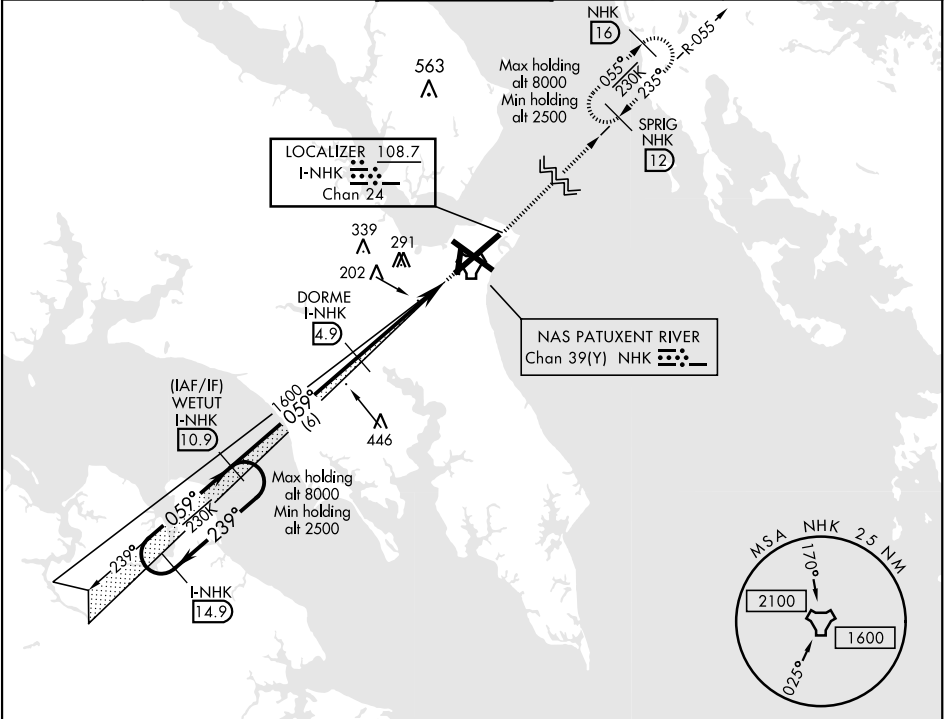 NHK
16
R-055
055°
230K
235°
Max holding
alt 8000
Min holding
alt 2500
SPRIG
NHK
12
563
LOCALIZER 108.7
I-NHK
Chan 24
339
291
202
DORME
I-NHK
4.9
NAS PATUXENT RIVER
Chan 39(Y) NHK
(IAF/IF)
WETUT
I-NHK
10.9
1600
059°
(6)
446
Max holding
alt 8000
Min holding
alt 2500
059°
230K
239°
239°
I-NHK
14.9
MSA NHK 25 NM
170°
2100
1600
025°